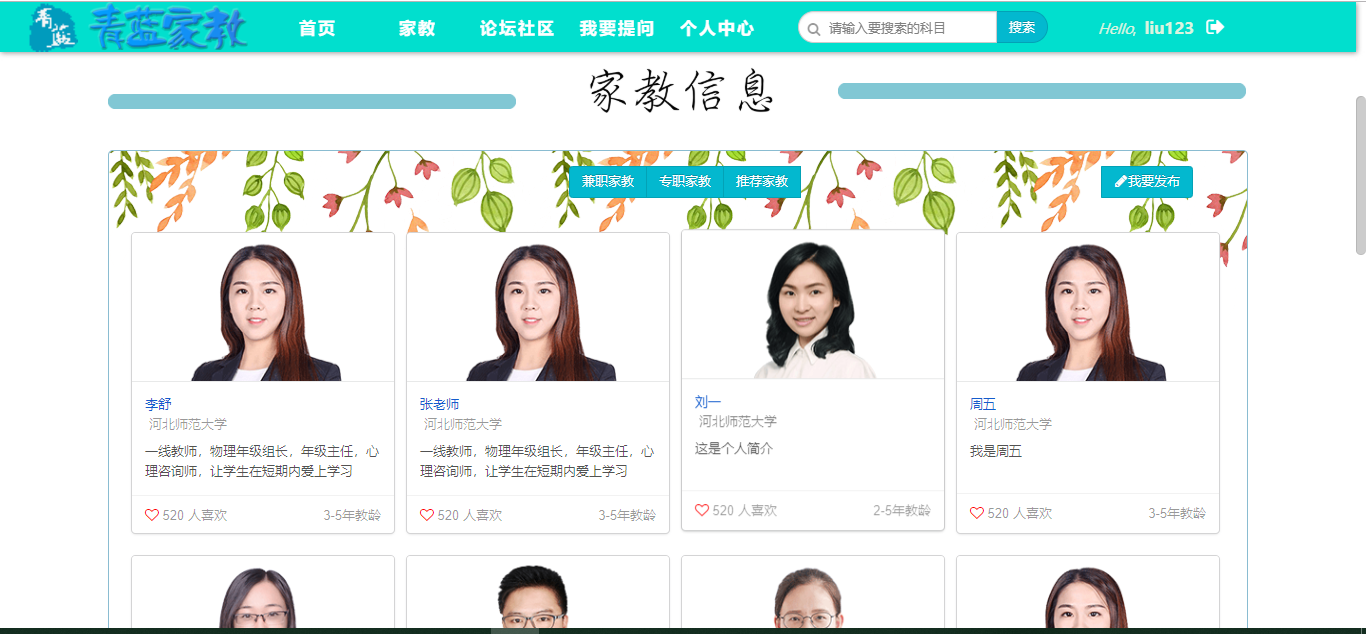 青蓝 青蓝家教 首页 家教 论坛社区 我要提问 个人中心 请输入要搜索的科目 搜索 Hello, liu123
家教信息
兼职家教 专职家教 推荐家教 我要发布
李舒
河北师范大学
一线教师，物理年级组长，年级主任，心
理咨询师，让学生在短期内爱上学习
520 人喜欢 3-5年教龄
张老师
河北师范大学
一线教师，物理年级组长，年级主任，心
理咨询师，让学生在短期内爱上学习
520 人喜欢 3-5年教龄
刘一
河北师范大学
这是个人简介
520 人喜欢 2-5年教龄
周五
河北师范大学
我是周五
520 人喜欢 3-5年教龄